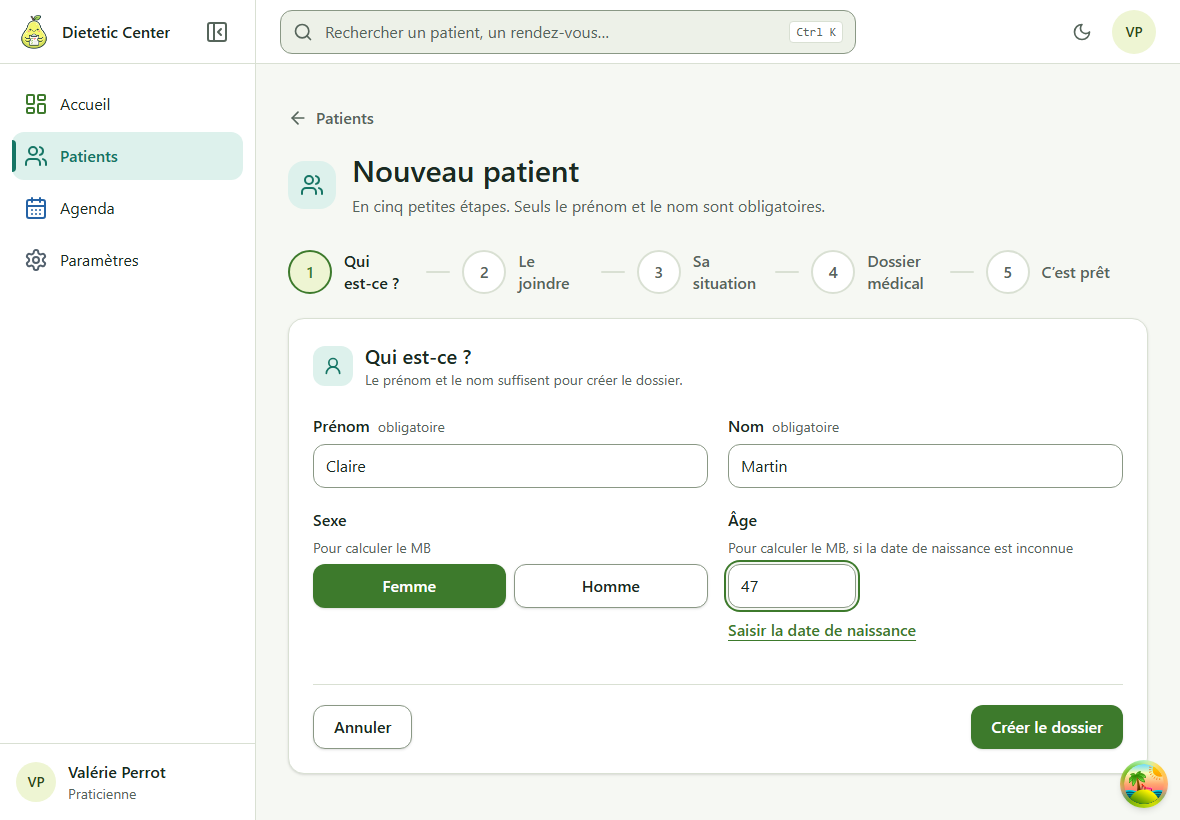 Dietetic Center
Rechercher un patient, un rendez-vous...
Ctrl K
VP
Accueil
Patients
Agenda
Paramètres
Patients
Nouveau patient
En cinq petites étapes. Seuls le prénom et le nom sont obligatoires.
1
Qui
est-ce ?
2
Le
joindre
3
Sa
situation
4
Dossier
médical
5
C’est prêt
Qui est-ce ?
Le prénom et le nom suffisent pour créer le dossier.
Prénom obligatoire
Nom obligatoire
Claire
Martin
Sexe
Âge
Pour calculer le MB
Pour calculer le MB, si la date de naissance est inconnue
Femme
Homme
47
Saisir la date de naissance
Annuler
Créer le dossier
VP
Valérie Perrot
Praticienne